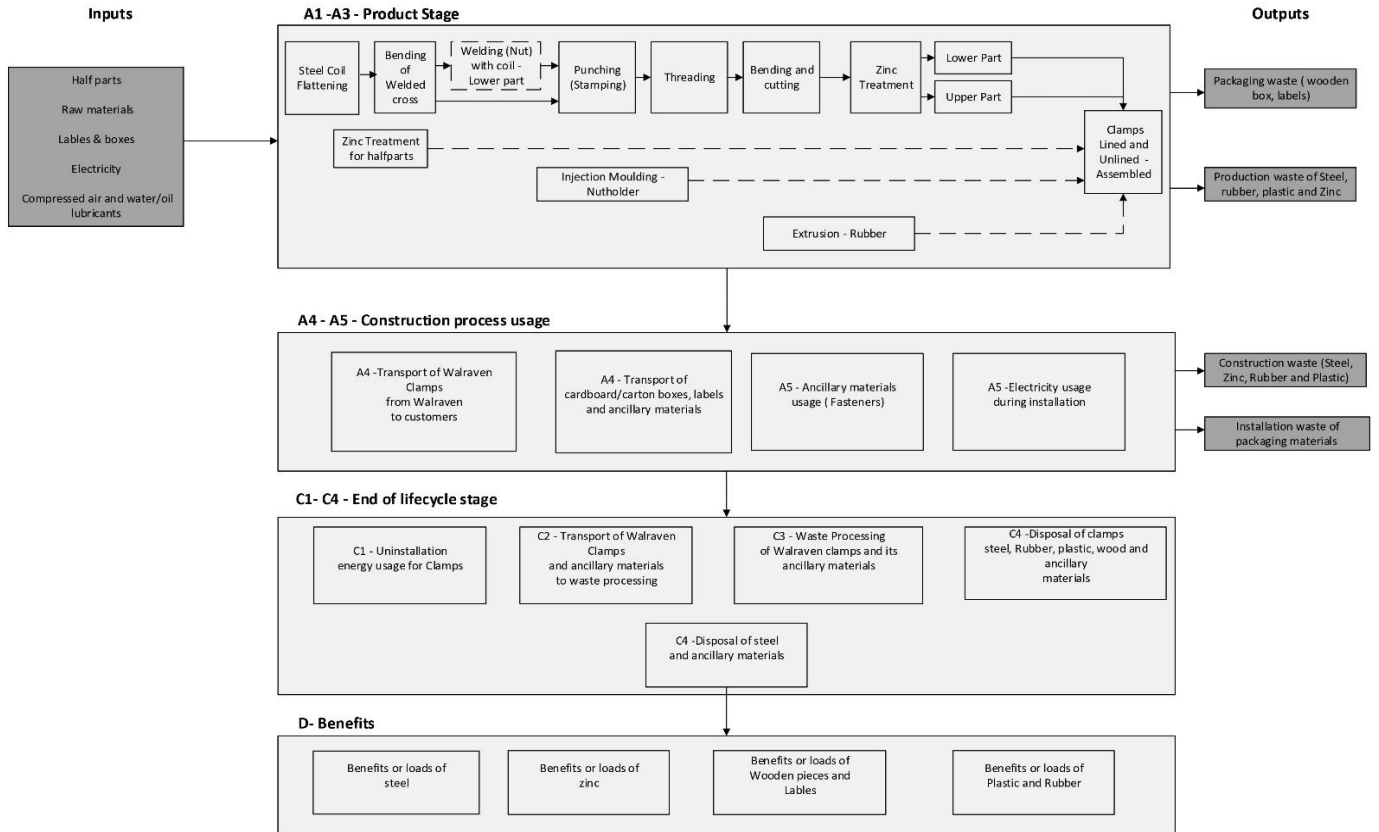 Inputs
A1 -A3 - Product Stage
Outputs
Half parts
Raw materials
Lables & boxes
Electricity
Compressed air and water/oil
lubricants
Steel Coil
Flattening
Bending
of
Welded
cross
Welding (Nut)
with coil -
Lower part
Punching
(Stamping)
Threading
Bending and
cutting
Zinc
Treatment
Lower Part
Upper Part
Clamps
Lined and
Unlined -
Assembled
Zinc Treatment
for halfparts
Injection Moulding -
Nutholder
Extrusion - Rubber
Packaging waste ( wooden
box, labels)
Production waste of Steel,
rubber, plastic and Zinc
A4 - A5 - Construction process usage
A4 -Transport of Walraven
Clamps
from Walraven
to customers
A4 - Transport of
cardboard/carton boxes, labels
and ancillary materials
A5 - Ancillary materials
usage ( Fasteners)
A5 -Electricity usage
during installation
Construction waste (Steel,
Zinc, Rubber and Plastic)
Installation waste of
packaging materials
C1- C4 - End of lifecycle stage
C1 - Uninstallation
energy usage for Clamps
C2 - Transport of Walraven
Clamps
and ancillary materials
to waste processing
C3 - Waste Processing
of Walraven clamps and its
ancillary materials
C4 -Disposal of clamps
steel, Rubber, plastic, wood and
ancillary
materials
C4 -Disposal of steel
and ancillary materials
D- Benefits
Benefits or loads of
steel
Benefits or loads of
zinc
Benefits or loads of
Wooden pieces and
Lables
Benefits or loads of
Plastic and Rubber